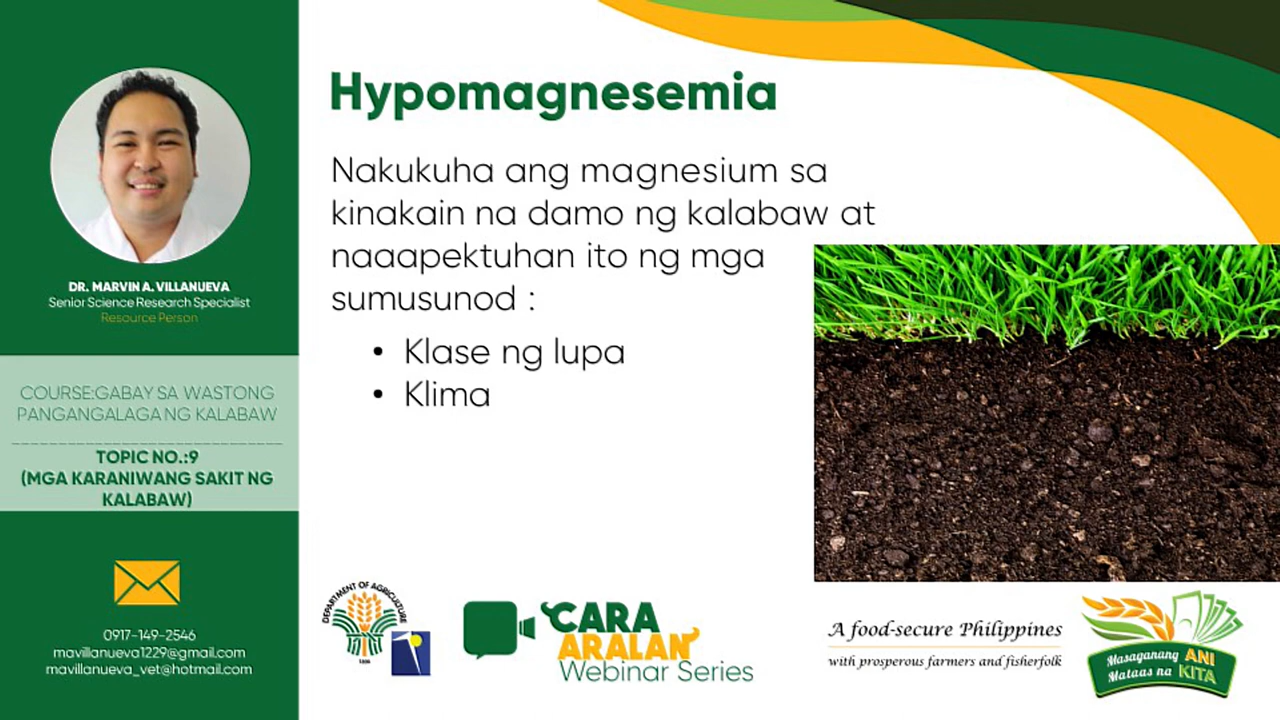 Hypomagnesemia
Nakukuha ang magnesium sa
kinakain na damo ng kalabaw at
naaapektuhan ito ng mga
sumusunod :
• Klase ng lupa
• Klima
DR. MARVIN A. VILLANUEVA
Senior Science Research Specialist
Resource Person
COURSE:GABAY SA WASTONG
PANGANGALAGA NG KALABAW
TOPIC NO.:9
(MGA KARANIWANG SAKIT NG
KALABAW)
0917-149-2546
mavillanueva1229@gmail.com
mavillanueva_vet@hotmail.com
DEPARTMENT OF AGRICULTURE
CARA
ARALAN
Webinar Series
A food-secure Philippines
with prosperous farmers and fisherfolk
Masaganang ANI
Mataas na KITA